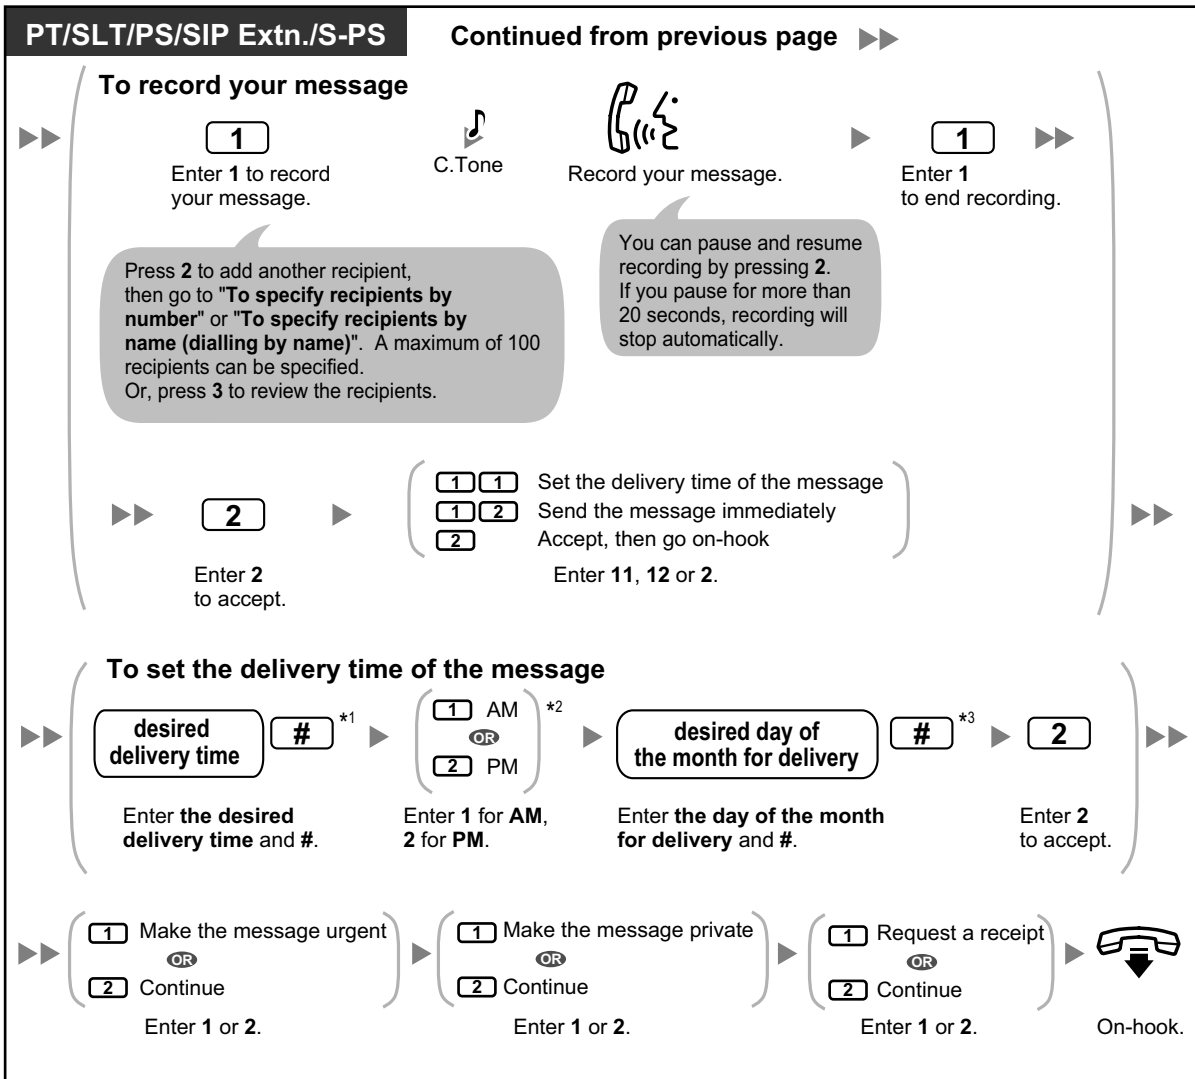 PT/SLT/PS/SIP Extn./S-PS
Continued from previous page
To record your message
1
Enter 1 to record
your message.
C.Tone
Record your message.
1
Enter 1
to end recording.
Press 2 to add another recipient,
then go to "To specify recipients by
number" or "To specify recipients by
name (dialling by name)". A maximum of 100
recipients can be specified.
Or, press 3 to review the recipients.
You can pause and resume
recording by pressing 2.
If you pause for more than
20 seconds, recording will
stop automatically.
2
Enter 2
to accept.
1 1 Set the delivery time of the message
1 2 Send the message immediately
2 Accept, then go on-hook
Enter 11, 12 or 2.
To set the delivery time of the message
desired
delivery time
# *1
Enter the desired
delivery time and #.
1 AM *2
OR
2 PM
Enter 1 for AM,
2 for PM.
desired day of
the month for delivery
# *3
Enter the day of the month
for delivery and #.
2
Enter 2
to accept.
1 Make the message urgent
OR
2 Continue
Enter 1 or 2.
1 Make the message private
OR
2 Continue
Enter 1 or 2.
1 Request a receipt
OR
2 Continue
Enter 1 or 2.
On-hook.